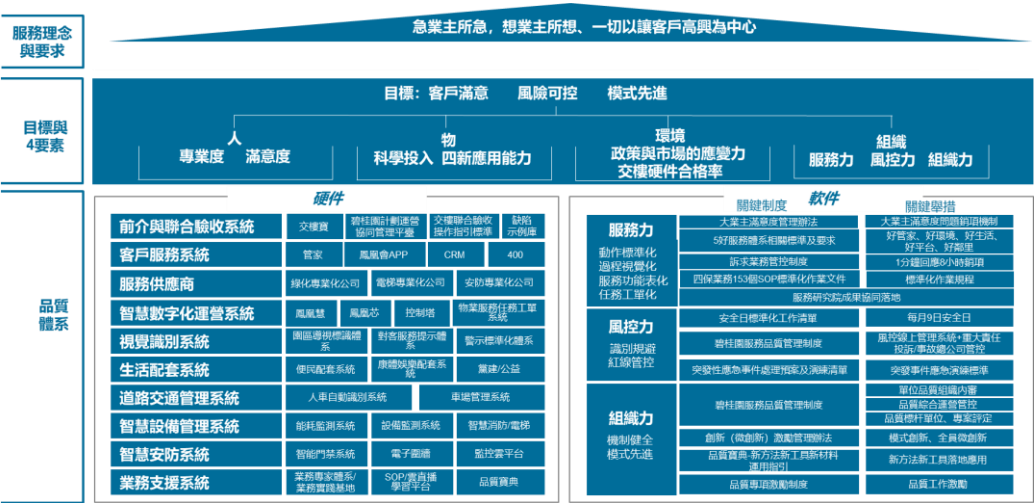 服務理念
與要求
急業主所急，想業主所想、一切以讓客戶高興為中心
目標與
4要素
目標：客戶滿意 風險可控 模式先進
人
專業度 滿意度
物
科學投入 四新應用能力
環境
政策與市場的應變力
交樓硬件合格率
組織
服務力 風控力 組織力
品質
體系
硬件
前介與聯合驗收系統
交樓寶
碧桂園計劃運營
協同管理平臺
交樓聯合驗收
操作指引標準
缺陷
示例庫
客戶服務系統
管家
鳳凰會APP
CRM
400
服務供應商
綠化專業化公司
電梯專業化公司
安防專業化公司
智慧數字化運營系統
鳳凰慧
鳳凰芯
控制塔
物業服務任務工單
系統
視覺識別系統
園區導視標識體
系
對客服務提示體
系
警示標準化體系
生活配套系統
便民配套系統
康體娛樂配套系
統
黨建/公益
道路交通管理系統
人車自動識別系統
車場管理系統
智慧設備管理系統
能耗監測系統
設備監測系統
智慧消防/電梯
智慧安防系統
智能門禁系統
電子圍牆
監控雲平台
業務支援系統
業務專家體系/
業務實踐基地
SOP/雲直播
學習平台
品質寶典
軟件
關鍵制度
關鍵舉措
服務力
動作標準化
過程視覺化
服務功能表化
任務工單化
大業主滿意度管理辦法
大業主滿意度問題銷項機制
5好服務體系相關標準及要求
好管家、好環境、好生活、
好平台、好鄰里
訴求業務管控制度
1分鐘回應8小時銷項
四保業務153個SOP標準化作業文件
標準化作業規程
服務研究院成果協同落地
風控力
識別規避
紅線管控
安全日標準化工作清單
每月9日安全日
碧桂園服務品質管理制度
風控線上管理系統+重大責任
投訴/事故總公司管控
突發性應急事件處理預案及演練清單
突發事件應急演練標準
組織力
機制健全
模式先進
碧桂園服務品質管理制度
單位品質組織內審
品質綜合運營管控
品質標杆單位、專案評定
創新（微創新）激勵管理辦法
模式創新、全員微創新
品質寶典-新方法新工具新材料
運用指引
新方法新工具落地應用
品質專項激勵制度
品質工作激勵